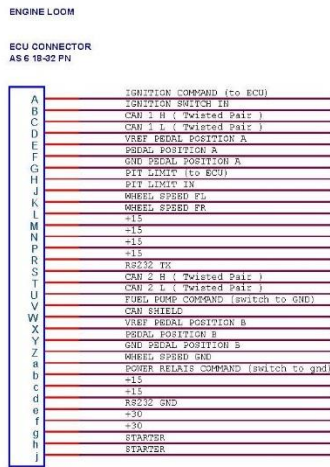 ENGINE LOOM
ECU CONNECTOR
AS 6 18-32 PN
A IGNITION COMMAND (to ECU)
B IGNITION SWITCH IN
C CAN 1 H ( Twisted Pair )
D CAN 1 L ( Twisted Pair )
E VREF PEDAL POSITION A
F PEDAL POSITION A
G GND PEDAL POSITION A
H PIT LIMIT (to ECU)
J PIT LIMIT IN
K WHEEL SPEED FL
L WHEEL SPEED FR
M +15
N +15
P +15
R +15
S RS232 TX
T CAN 2 H ( Twisted Pair )
U CAN 2 L ( Twisted Pair )
V FUEL PUMP COMMAND (switch to GND)
W CAN SHIELD
X VREF PEDAL POSITION B
Y PEDAL POSITION B
Z GND PEDAL POSITION B
a WHEEL SPEED GND
b POWER RELAIS COMMAND (switch to gnd)
c +15
d +15
e RS232 GND
f +30
g +30
h STARTER
j STARTER